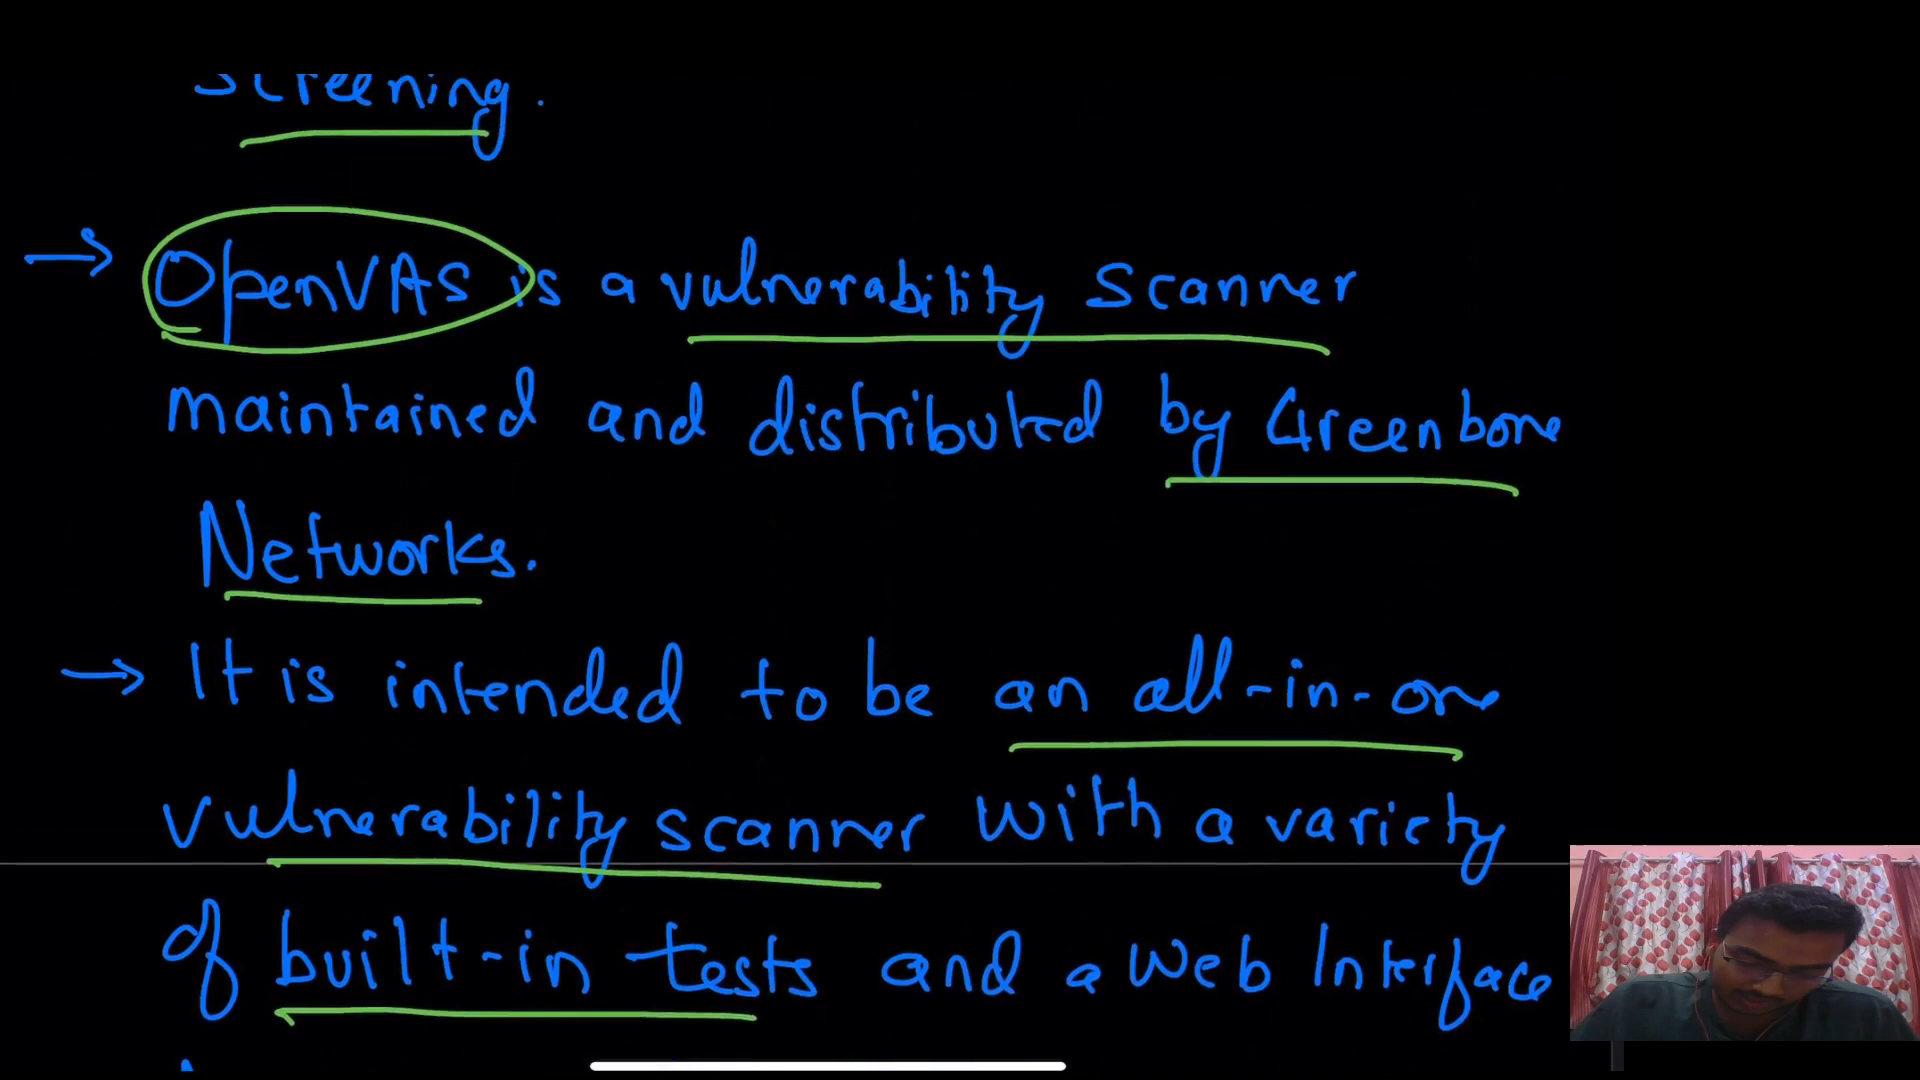 screening.
→ OpenVAS is a vulnerability scanner
maintained and distributed by Greenbone
Networks.
→ It is intended to be an all-in-one
vulnerability scanner with a variety
of built-in tests and a Web Interface